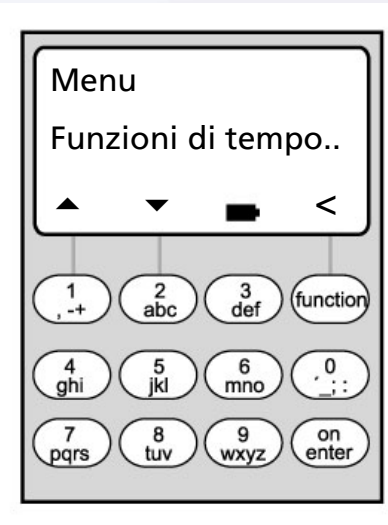 Menu
Funzioni di tempo..
<
1 2 3 function
, -+ abc def
4 5 6 0
ghi jkl mno ´_; :
7 8 9 on
pqrs tuv wxyz enter